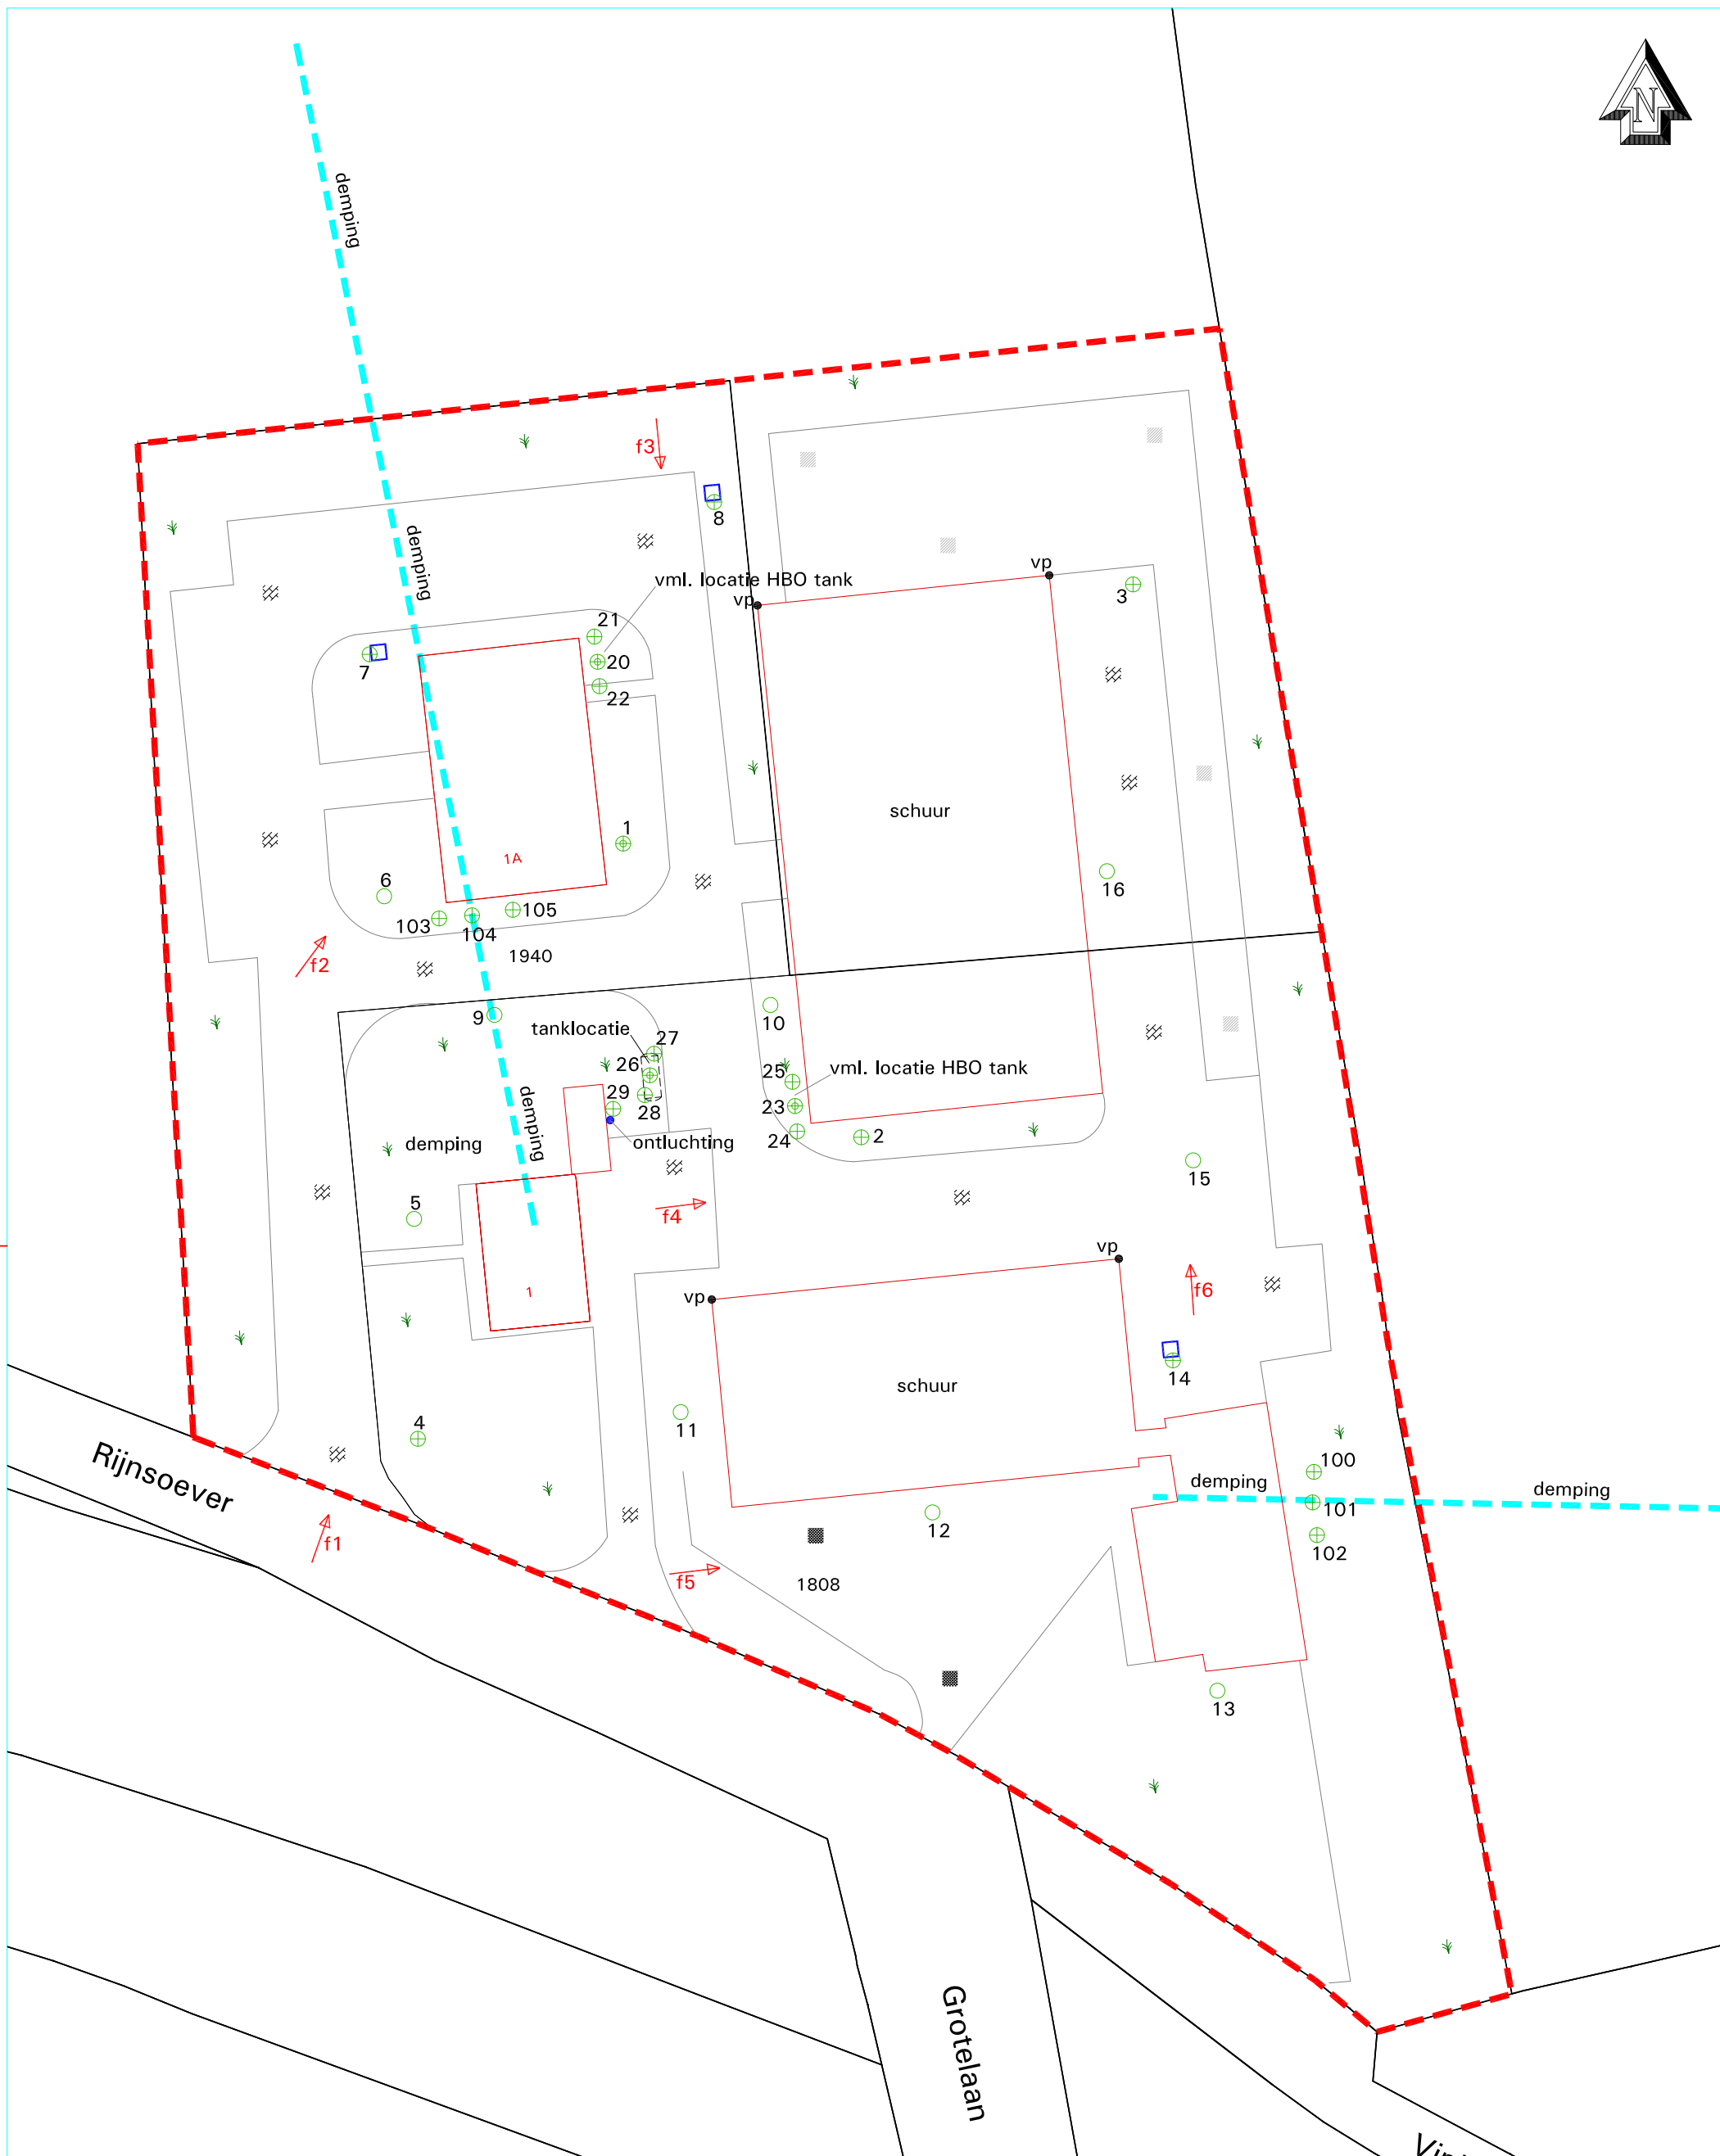 N
demping
f3
8
demping
vml. locatie HBO tank
vp
vp
3
21
20
7
22
schuur
1
1A
6
16
105
103
104
1940
f2
9
10
tanklocatie
27
26
25
vml. locatie HBO tank
29
28
23
24
2
demping
demping
ontluchting
15
5
f4
vp
f6
1
vp
14
schuur
4
11
100
Rijnsoever
demping
demping
101
12
f1
102
f5
1808
13
Grotelaan